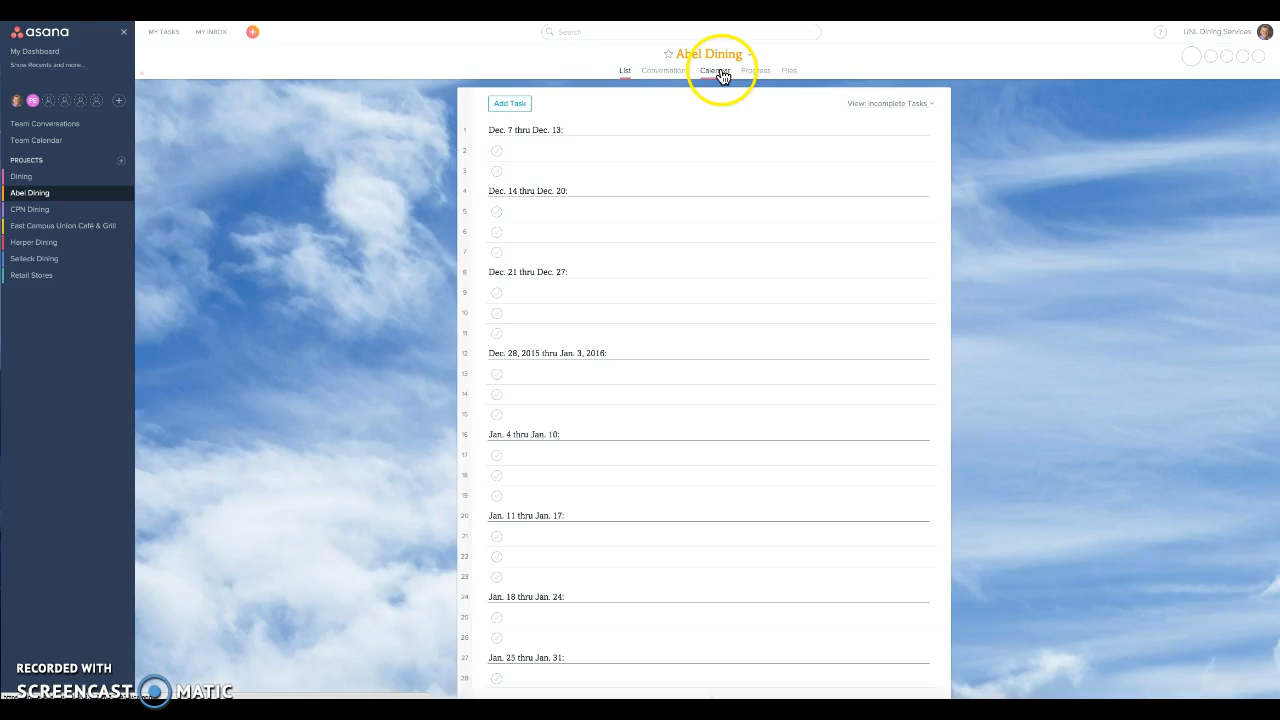 asana
MY TASKS
MY INBOX
Search
UNL Dining Services
My Dashboard
Show Recents and more...
Abel Dining
List
Conversations
Calendar
Progress
Files
PE
Team Conversations
Team Calendar
PROJECTS
Dining
Abel Dining
CPN Dining
East Campus Union Café & Grill
Harper Dining
Selleck Dining
Retail Stores
Add Task
View: Incomplete Tasks
1 Dec. 7 thru Dec. 13:
2
3
4 Dec. 14 thru Dec. 20:
5
6
7
8 Dec. 21 thru Dec. 27:
9
10
11
12 Dec. 28, 2015 thru Jan. 3, 2016:
13
14
15
16 Jan. 4 thru Jan. 10:
17
18
19
20 Jan. 11 thru Jan. 17:
21
22
23
24 Jan. 18 thru Jan. 24:
25
26
27 Jan. 25 thru Jan. 31:
28
RECORDED WITH
SCREENCAST MATIC